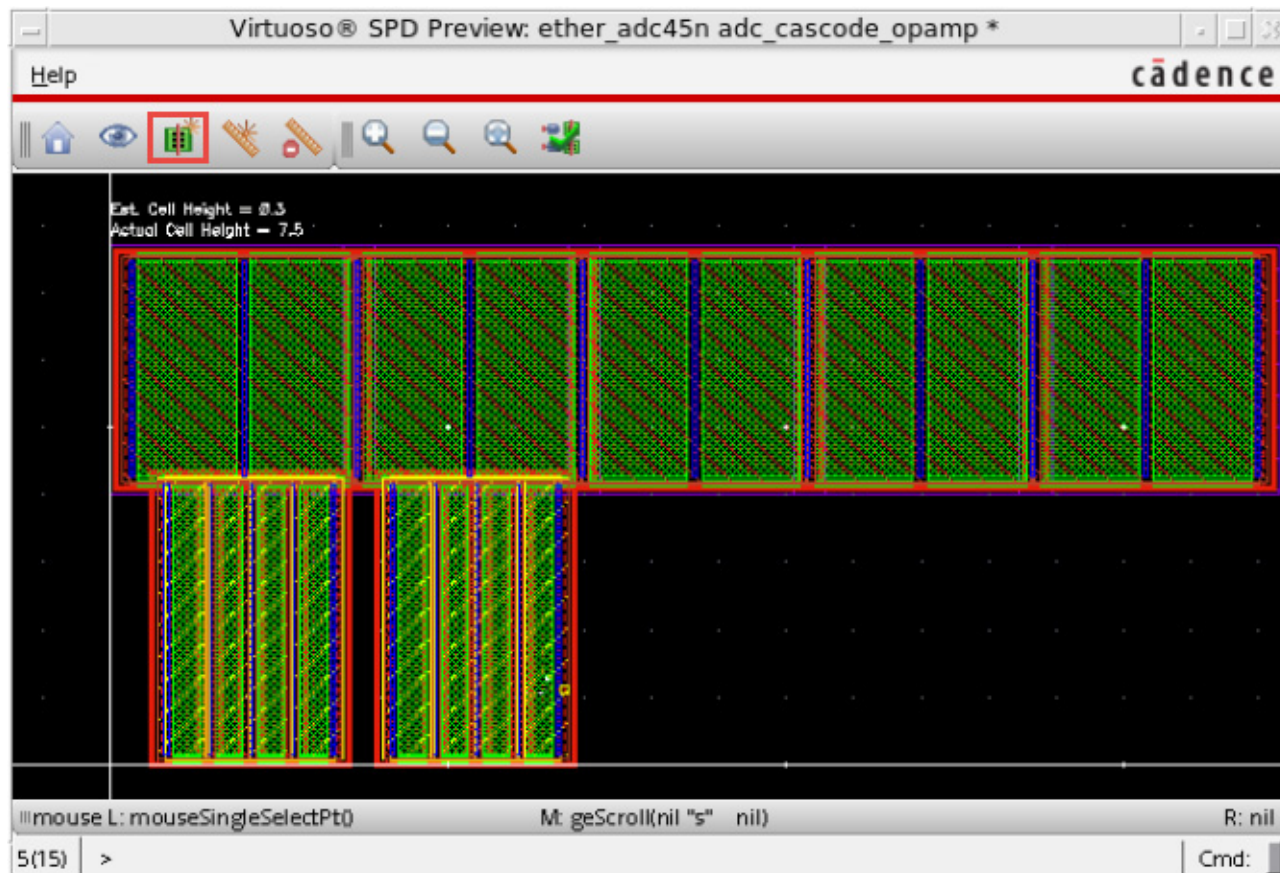 Virtuoso® SPD Preview: ether_adc45n adc_cascode_opamp *
Help
cādence
Est. Cell Height = 0.3
Actual Cell Height = 7.5
mouse L: mouseSingleSelectPt()
M: geScroll(nil "s" nil)
R: nil
5(15)
>
Cmd: